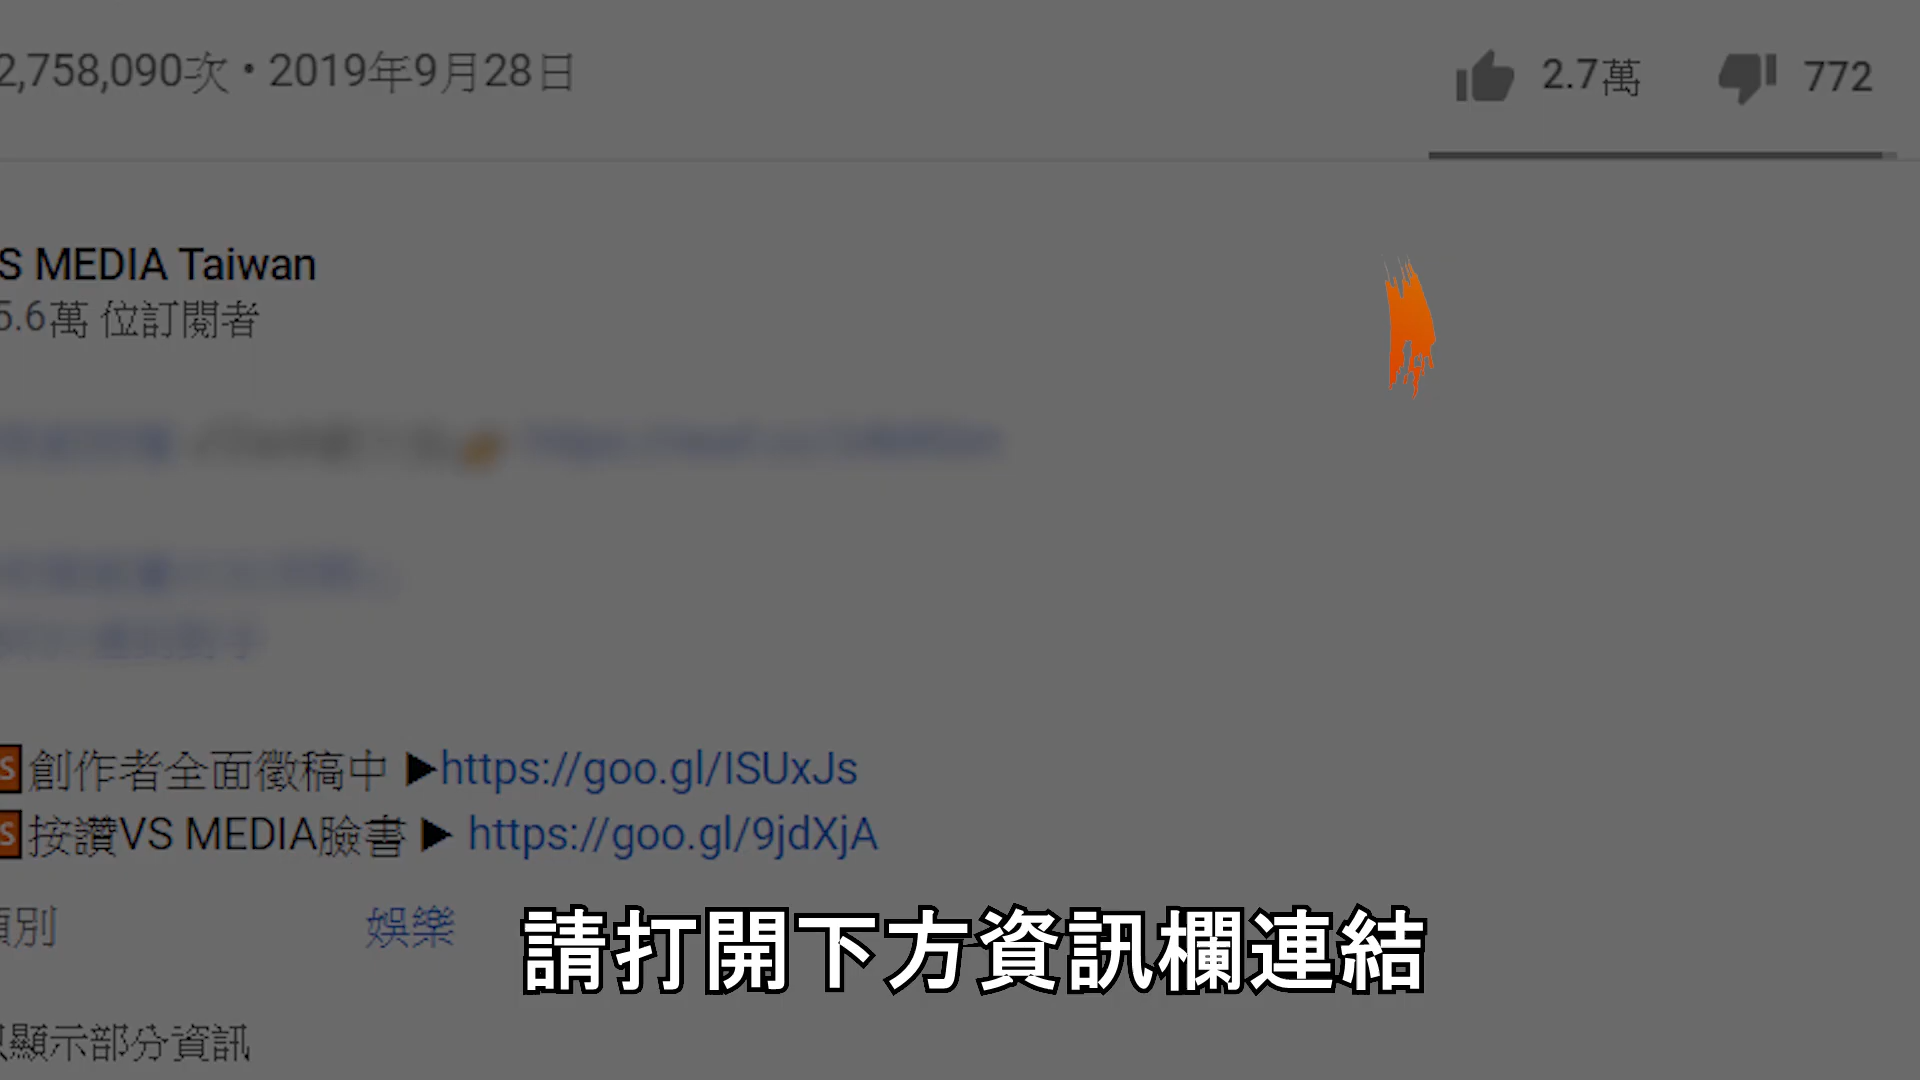 2,758,090次 • 2019年9月28日
2.7萬
772
S MEDIA Taiwan
5.6萬 位訂閱者
S創作者全面徵稿中 ▶https://goo.gl/ISUxJs
S按讚VS MEDIA臉書 ▶ https://goo.gl/9jdXjA
類別
娛樂
請打開下方資訊欄連結
只顯示部分資訊